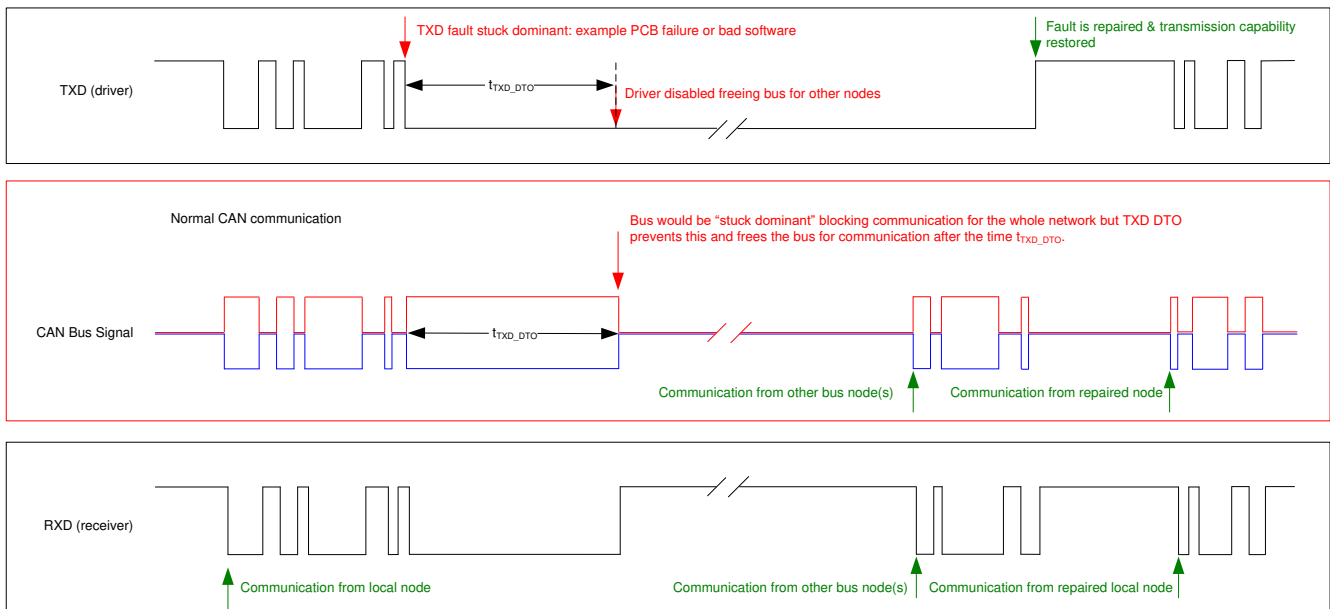 TXD fault stuck dominant: example PCB failure or bad software
Fault is repaired & transmission capability
restored
TXD (driver)
tTXD_DTO
Driver disabled freeing bus for other nodes
Normal CAN communication
Bus would be “stuck dominant” blocking communication for the whole network but TXD DTO
prevents this and frees the bus for communication after the time tTXD_DTO.
CAN Bus Signal
tTXD_DTO
Communication from other bus node(s)
Communication from repaired node
RXD (receiver)
Communication from local node
Communication from other bus node(s)
Communication from repaired local node